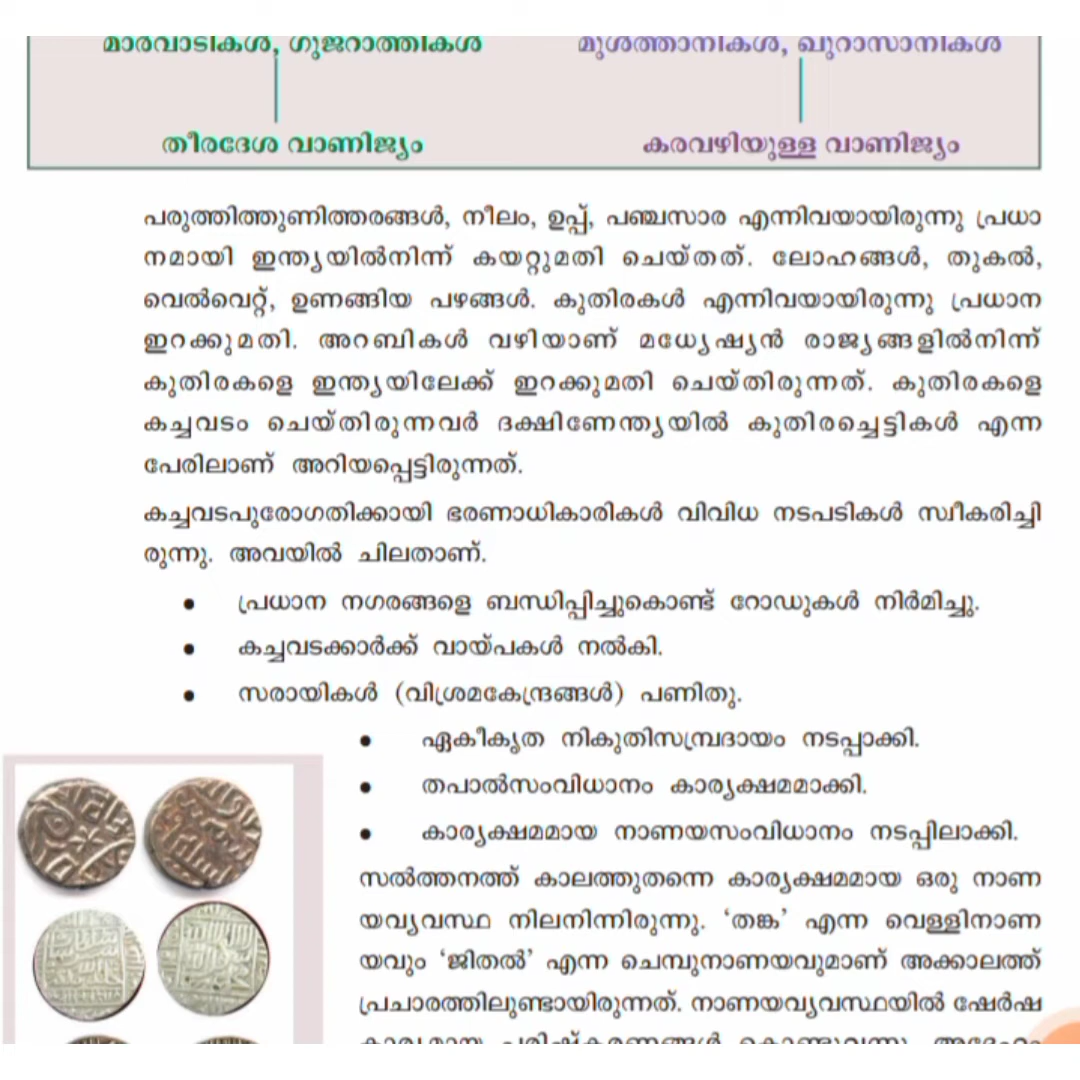 മാർവാടികൾ, ഗുജറാത്തികൾ
മുൾത്താനികൾ, ഖുറാസാനികൾ
തീരദേശ വാണിജ്യം
കരവഴിയുള്ള വാണിജ്യം
പരുത്തിത്തുണിത്തരങ്ങൾ, നീലം, ഉപ്പ്, പഞ്ചസാര എന്നിവയായിരുന്നു പ്രധാ
നമായി ഇന്ത്യയിൽനിന്ന് കയറ്റുമതി ചെയ്തത്. ലോഹങ്ങൾ, തുകൽ,
വെൽവെറ്റ്, ഉണങ്ങിയ പഴങ്ങൾ. കുതിരകൾ എന്നിവയായിരുന്നു പ്രധാന
ഇറക്കുമതി. അറബികൾ വഴിയാണ് മധ്യേഷ്യൻ രാജ്യങ്ങളിൽനിന്ന്
കുതിരകളെ ഇന്ത്യയിലേക്ക് ഇറക്കുമതി ചെയ്തിരുന്നത്. കുതിരകളെ
കച്ചവടം ചെയ്തിരുന്നവർ ദക്ഷിണേന്ത്യയിൽ കുതിരച്ചെട്ടികൾ എന്ന
പേരിലാണ് അറിയപ്പെട്ടിരുന്നത്.
കച്ചവടപുരോഗതിക്കായി ഭരണാധികാരികൾ വിവിധ നടപടികൾ സ്വീകരിച്ചി
രുന്നു. അവയിൽ ചിലതാണ്.
• പ്രധാന നഗരങ്ങളെ ബന്ധിപ്പിച്ചുകൊണ്ട് റോഡുകൾ നിർമിച്ചു.
• കച്ചവടക്കാർക്ക് വായ്പകൾ നൽകി.
• സരായികൾ (വിശ്രമകേന്ദ്രങ്ങൾ) പണിതു.
• ഏകീകൃത നികുതിസമ്പ്രദായം നടപ്പാക്കി.
• തപാൽസംവിധാനം കാര്യക്ഷമമാക്കി.
• കാര്യക്ഷമമായ നാണയസംവിധാനം നടപ്പിലാക്കി.
സൽത്തനത്ത് കാലത്തുതന്നെ കാര്യക്ഷമമായ ഒരു നാണ
യവ്യവസ്ഥ നിലനിന്നിരുന്നു. ‘തങ്ക’ എന്ന വെള്ളിനാണ
യവും ‘ജിതൽ’ എന്ന ചെമ്പുനാണയവുമാണ് അക്കാലത്ത്
പ്രചാരത്തിലുണ്ടായിരുന്നത്. നാണയവ്യവസ്ഥയിൽ ഷേർഷ
കാര്യമായ പരിഷ്കരണങ്ങൾ കൊണ്ടുവന്നു. അദ്ദേഹം